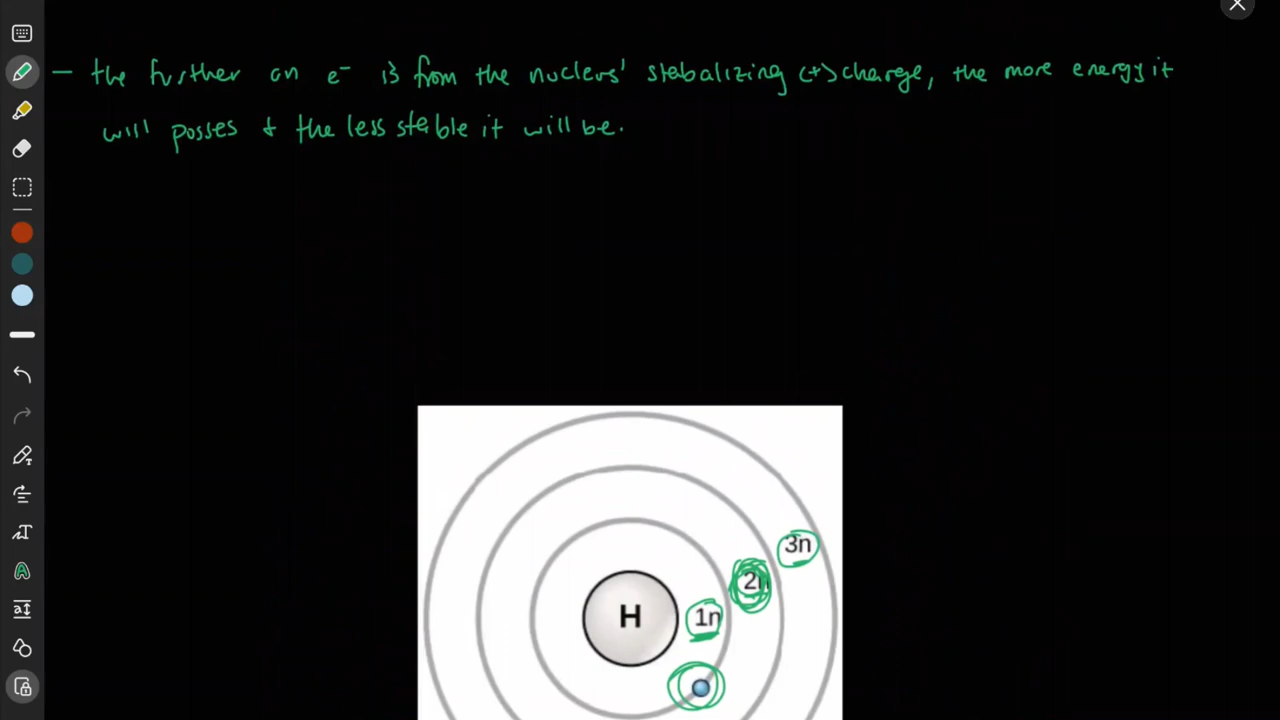 — the further an e⁻ is from the nucleus' stabalizing (+) charge, the more energy it
will posses & the less stable it will be.
3n
2n
1n
H